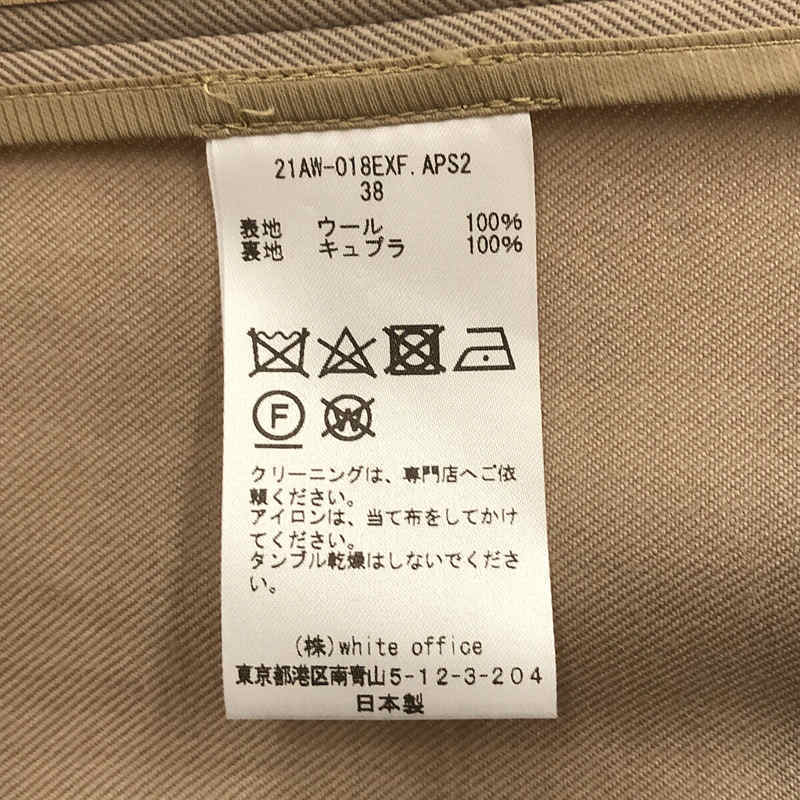 21AW-018EXF.APS2
38
表地 ウール 100%
裏地 キュプラ 100%
F W
クリーニングは、専門店へご依
頼ください。
アイロンは、当て布をしてかけ
てください。
タンブル乾燥はしないでくださ
い。
(株)white office
東京都港区南青山5-12-3-204
日本製